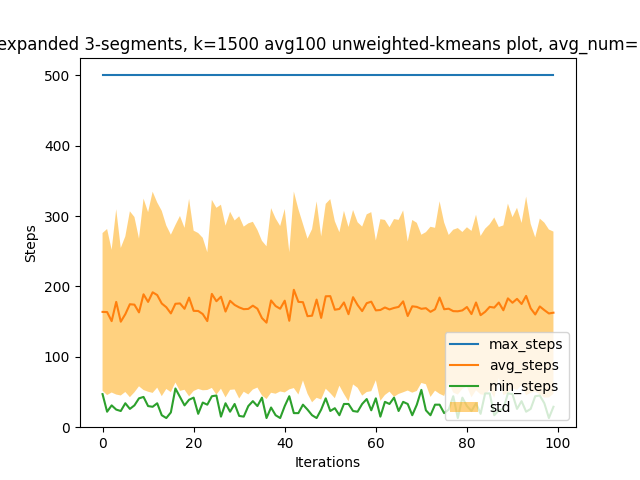 expanded 3-segments, k=1500 avg100 unweighted-kmeans plot, avg_num=
500
400
300
200
100
0
Steps
0 20 40 60 80 100
Iterations
max_steps
avg_steps
min_steps
std